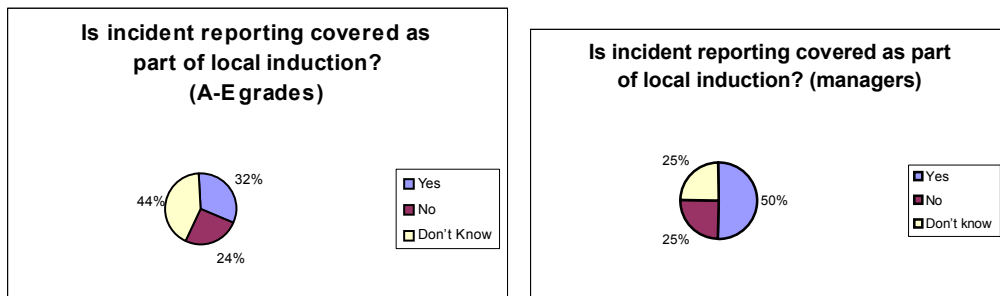 Is incident reporting covered as
part of local induction?
(A-E grades)
32%
44%
24%
Yes
No
Don't Know
Is incident reporting covered as part
of local induction? (managers)
25%
50%
25%
Yes
No
Don't know